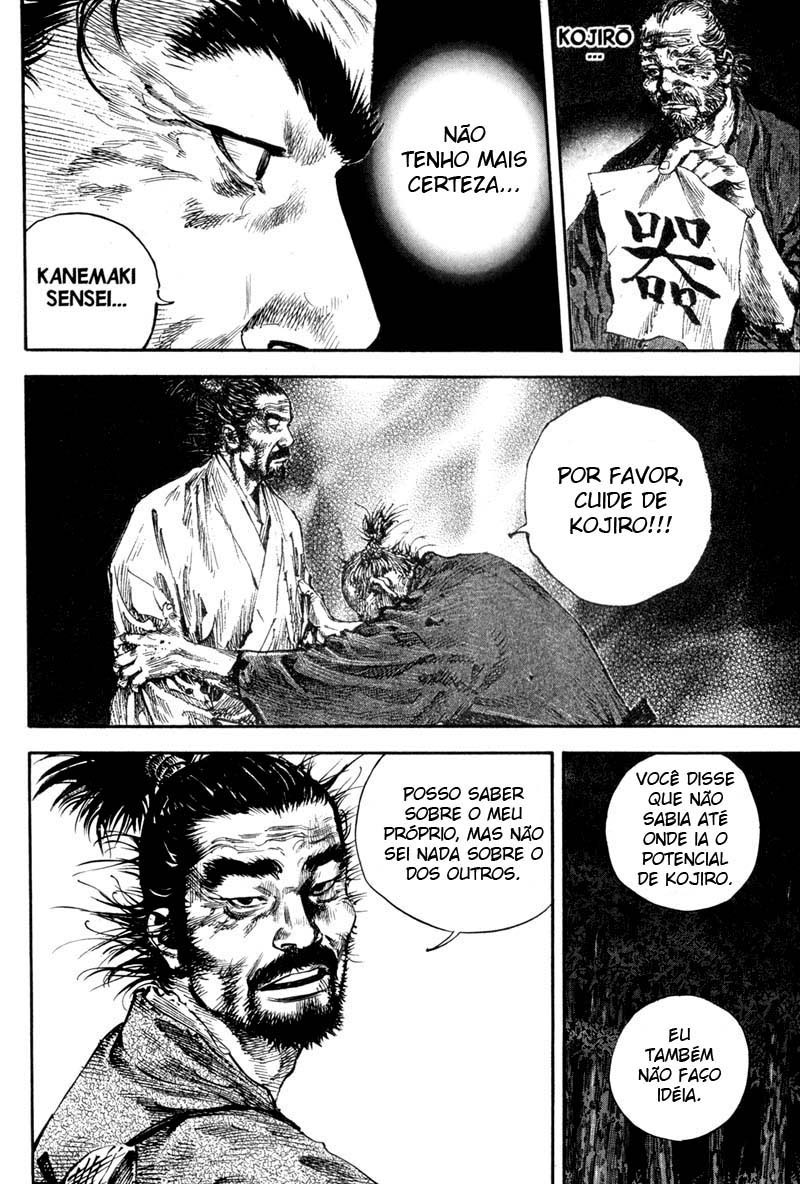 KOJIRŌ
...
器
NÃO
TENHO MAIS
CERTEZA...
KANEMAKI
SENSEI...
POR FAVOR,
CUIDE DE
KOJIRO!!!
VOCÊ DISSE
QUE NÃO
SABIA ATÉ
ONDE IA O
POTENCIAL
DE KOJIRO.
EU
TAMBÉM
NÃO FAÇO
IDÉIA.
POSSO SABER
SOBRE O MEU
PRÓPRIO, MAS NÃO
SEI NADA SOBRE O
DOS OUTROS.